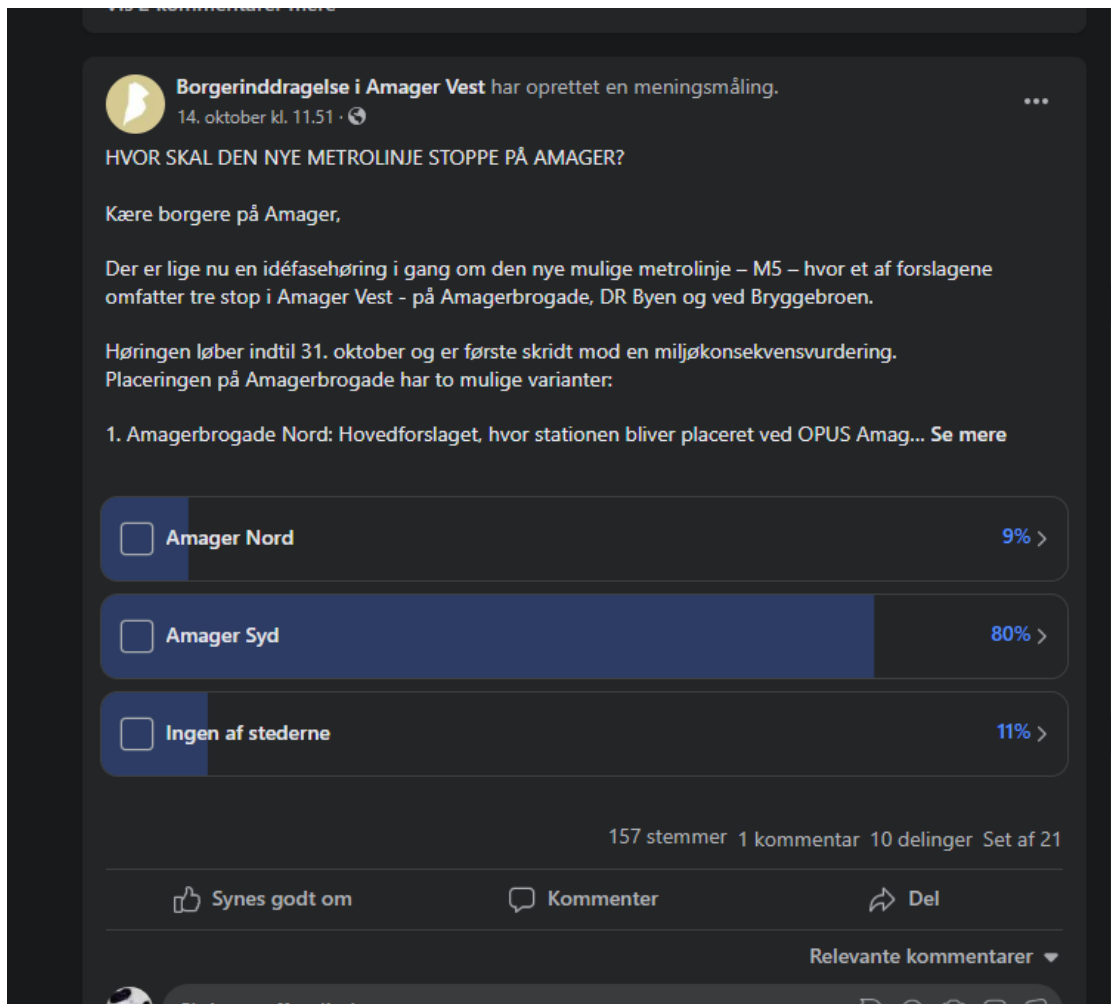 Vis 2 kommentarer mere
Borgerinddragelse i Amager Vest har oprettet en meningsmåling.
14. oktober kl. 11.51 ·
HVOR SKAL DEN NYE METROLINJE STOPPE PÅ AMAGER?
Kære borgere på Amager,
Der er lige nu en idéfasehøring i gang om den nye mulige metrolinje – M5 – hvor et af forslagene
omfatter tre stop i Amager Vest - på Amagerbrogade, DR Byen og ved Bryggebroen.
Høringen løber indtil 31. oktober og er første skridt mod en miljøkonsekvensvurdering.
Placeringen på Amagerbrogade har to mulige varianter:
1. Amagerbrogade Nord: Hovedforslaget, hvor stationen bliver placeret ved OPUS Amag... Se mere
Amager Nord 9%
Amager Syd 80%
Ingen af stederne 11%
157 stemmer 1 kommentar 10 delinger Set af 21
Synes godt om Kommenter Del
Relevante kommentarer